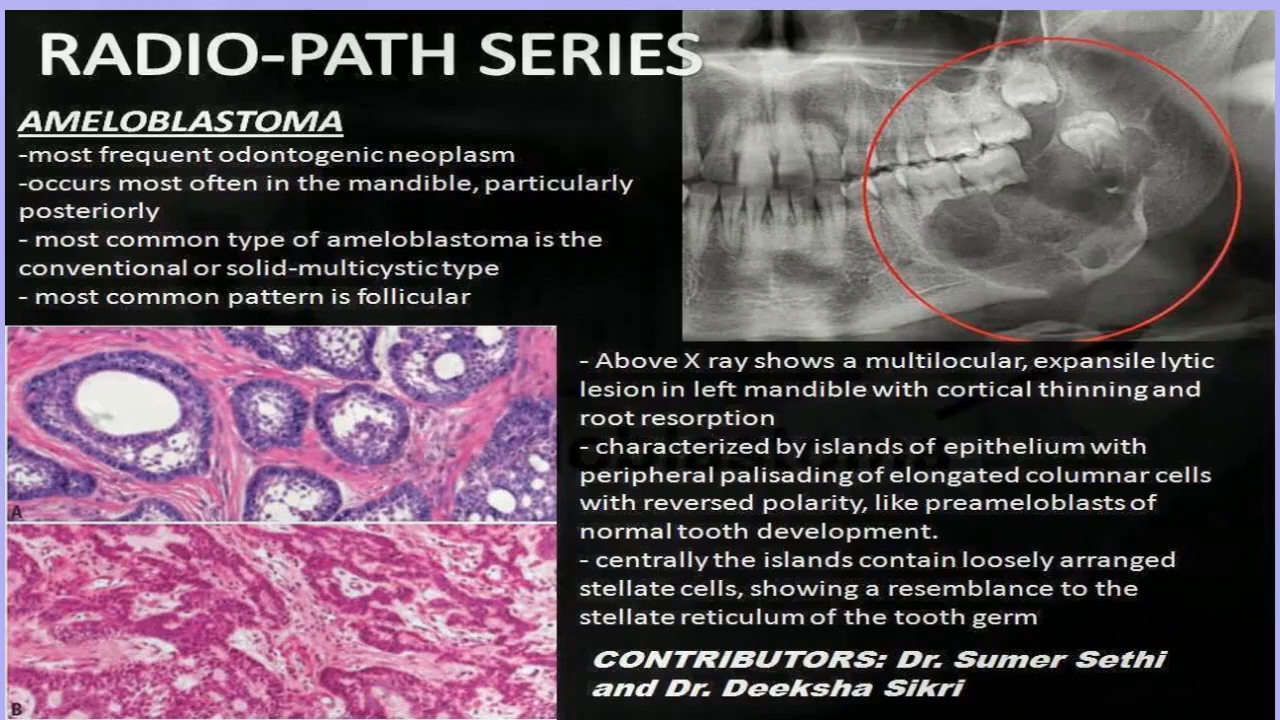 RADIO-PATH SERIES
AMELOBLASTOMA
-most frequent odontogenic neoplasm
-occurs most often in the mandible, particularly
posteriorly
- most common type of ameloblastoma is the
conventional or solid-multicystic type
- most common pattern is follicular
A
B
- Above X ray shows a multilocular, expansile lytic
lesion in left mandible with cortical thinning and
root resorption
- characterized by islands of epithelium with
peripheral palisading of elongated columnar cells
with reversed polarity, like preameloblasts of
normal tooth development.
- centrally the islands contain loosely arranged
stellate cells, showing a resemblance to the
stellate reticulum of the tooth germ
CONTRIBUTORS: Dr. Sumer Sethi
and Dr. Deeksha Sikri